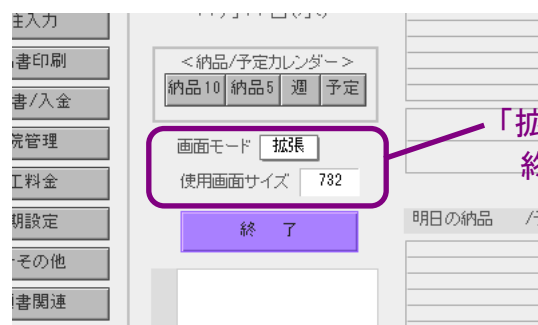 主入力
書印刷
書/入金
院管理
工料金
期設定
その他
書関連
<納品/予定カレンダー>
納品10 納品5 週 予定
画面モード 拡張
使用画面サイズ 732
終 了
「拡
終
明日の納品